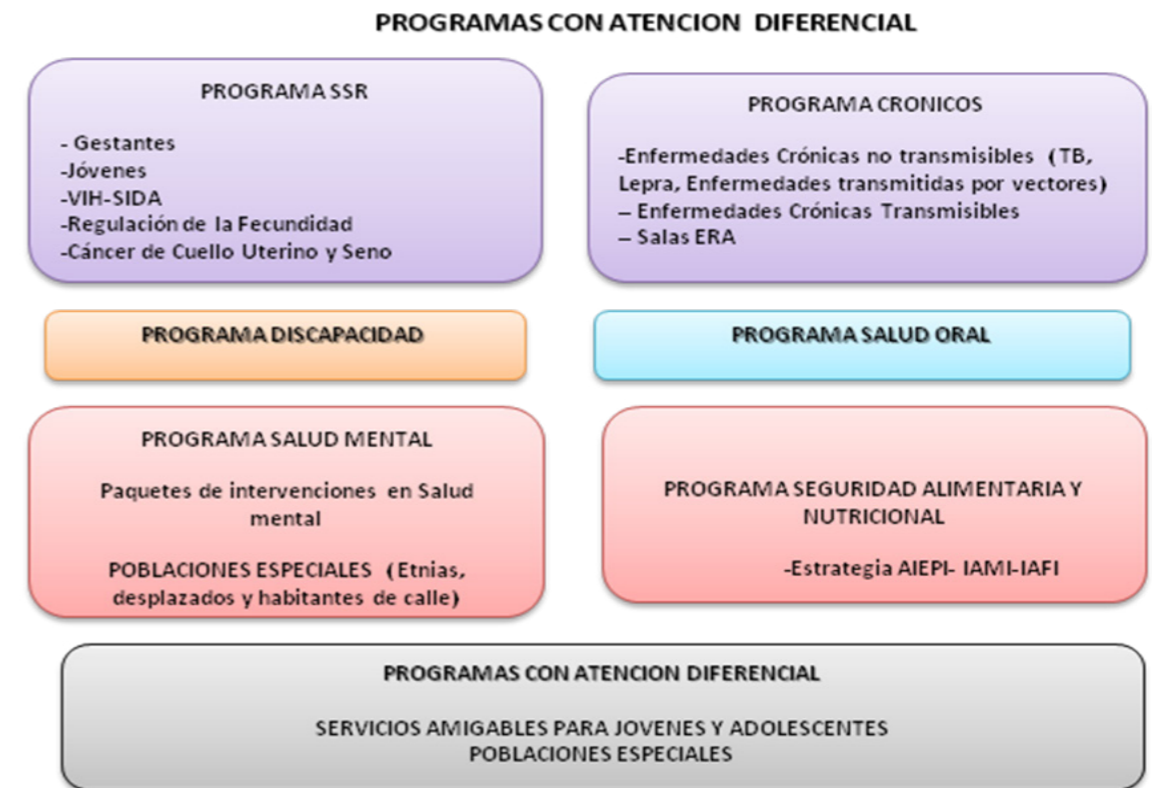 PROGRAMAS CON ATENCION DIFERENCIAL
PROGRAMA SSR
- Gestantes
-Jóvenes
-VIH-SIDA
-Regulación de la Fecundidad
-Cáncer de Cuello Uterino y Seno
PROGRAMA CRONICOS
-Enfermedades Crónicas no transmisibles (TB,
Lepra, Enfermedades transmitidas por vectores)
– Enfermedades Crónicas Transmisibles
– Salas ERA
PROGRAMA DISCAPACIDAD
PROGRAMA SALUD ORAL
PROGRAMA SALUD MENTAL
Paquetes de intervenciones en Salud
mental
POBLACIONES ESPECIALES (Etnias,
desplazados y habitantes de calle)
PROGRAMA SEGURIDAD ALIMENTARIA Y
NUTRICIONAL
-Estrategia AIEPI- IAMI-IAFI
PROGRAMAS CON ATENCION DIFERENCIAL
SERVICIOS AMIGABLES PARA JOVENES Y ADOLESCENTES
POBLACIONES ESPECIALES